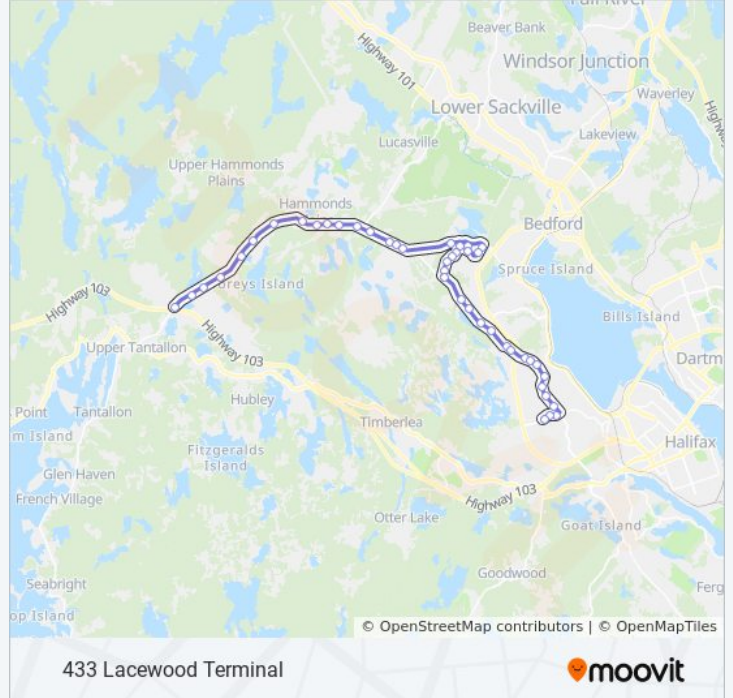 Full River
Beaver Bank
Highway 101
Windsor Junction
Waverley
Lower Sackville
Highway
Lakeview
Lucasville
Upper Hammonds
Plains
Hammonds
Bedford
Spruce Island
Highway 103
oreys Island
Bills Island
Highway 103
Upper Tantallon
Dartm
Hubley
Point
Tantallon
Timberlea
m Island
Halifax
Fitzgeralds
Island
Glen Haven
French Village
Highway 103
Otter Lake
Goat Island
Goodwood
Seabright
Ferg
op Island
© OpenStreetMap contributors | © OpenMapTiles
433 Lacewood Terminal
moovit